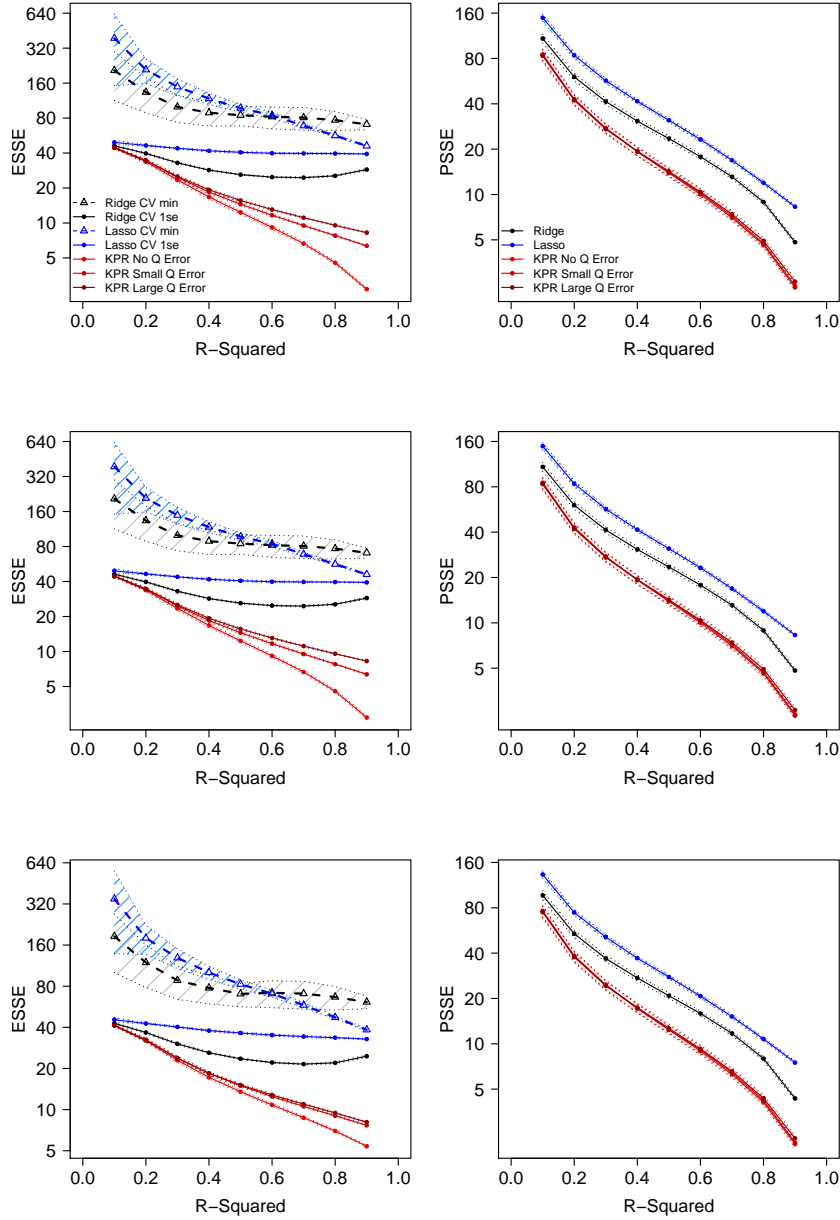 640
320
160
80
40
20
10
5
ESSE
Ridge CV min
Ridge CV 1se
Lasso CV min
Lasso CV 1se
KPR No Q Error
KPR Small Q Error
KPR Large Q Error
0.0 0.2 0.4 0.6 0.8 1.0
R−Squared
160
80
40
20
10
5
PSSE
Ridge
Lasso
KPR No Q Error
KPR Small Q Error
KPR Large Q Error
0.0 0.2 0.4 0.6 0.8 1.0
R−Squared
640
320
160
80
40
20
10
5
ESSE
0.0 0.2 0.4 0.6 0.8 1.0
R−Squared
160
80
40
20
10
5
PSSE
0.0 0.2 0.4 0.6 0.8 1.0
R−Squared
640
320
160
80
40
20
10
5
ESSE
0.0 0.2 0.4 0.6 0.8 1.0
R−Squared
160
80
40
20
10
5
PSSE
0.0 0.2 0.4 0.6 0.8 1.0
R−Squared